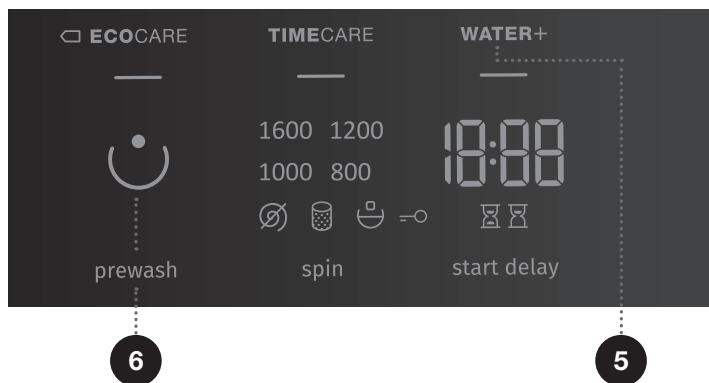 ECOCARE TIMECARE WATER+
1600 1200
1000 800
18:88
prewash spin start delay
6 5